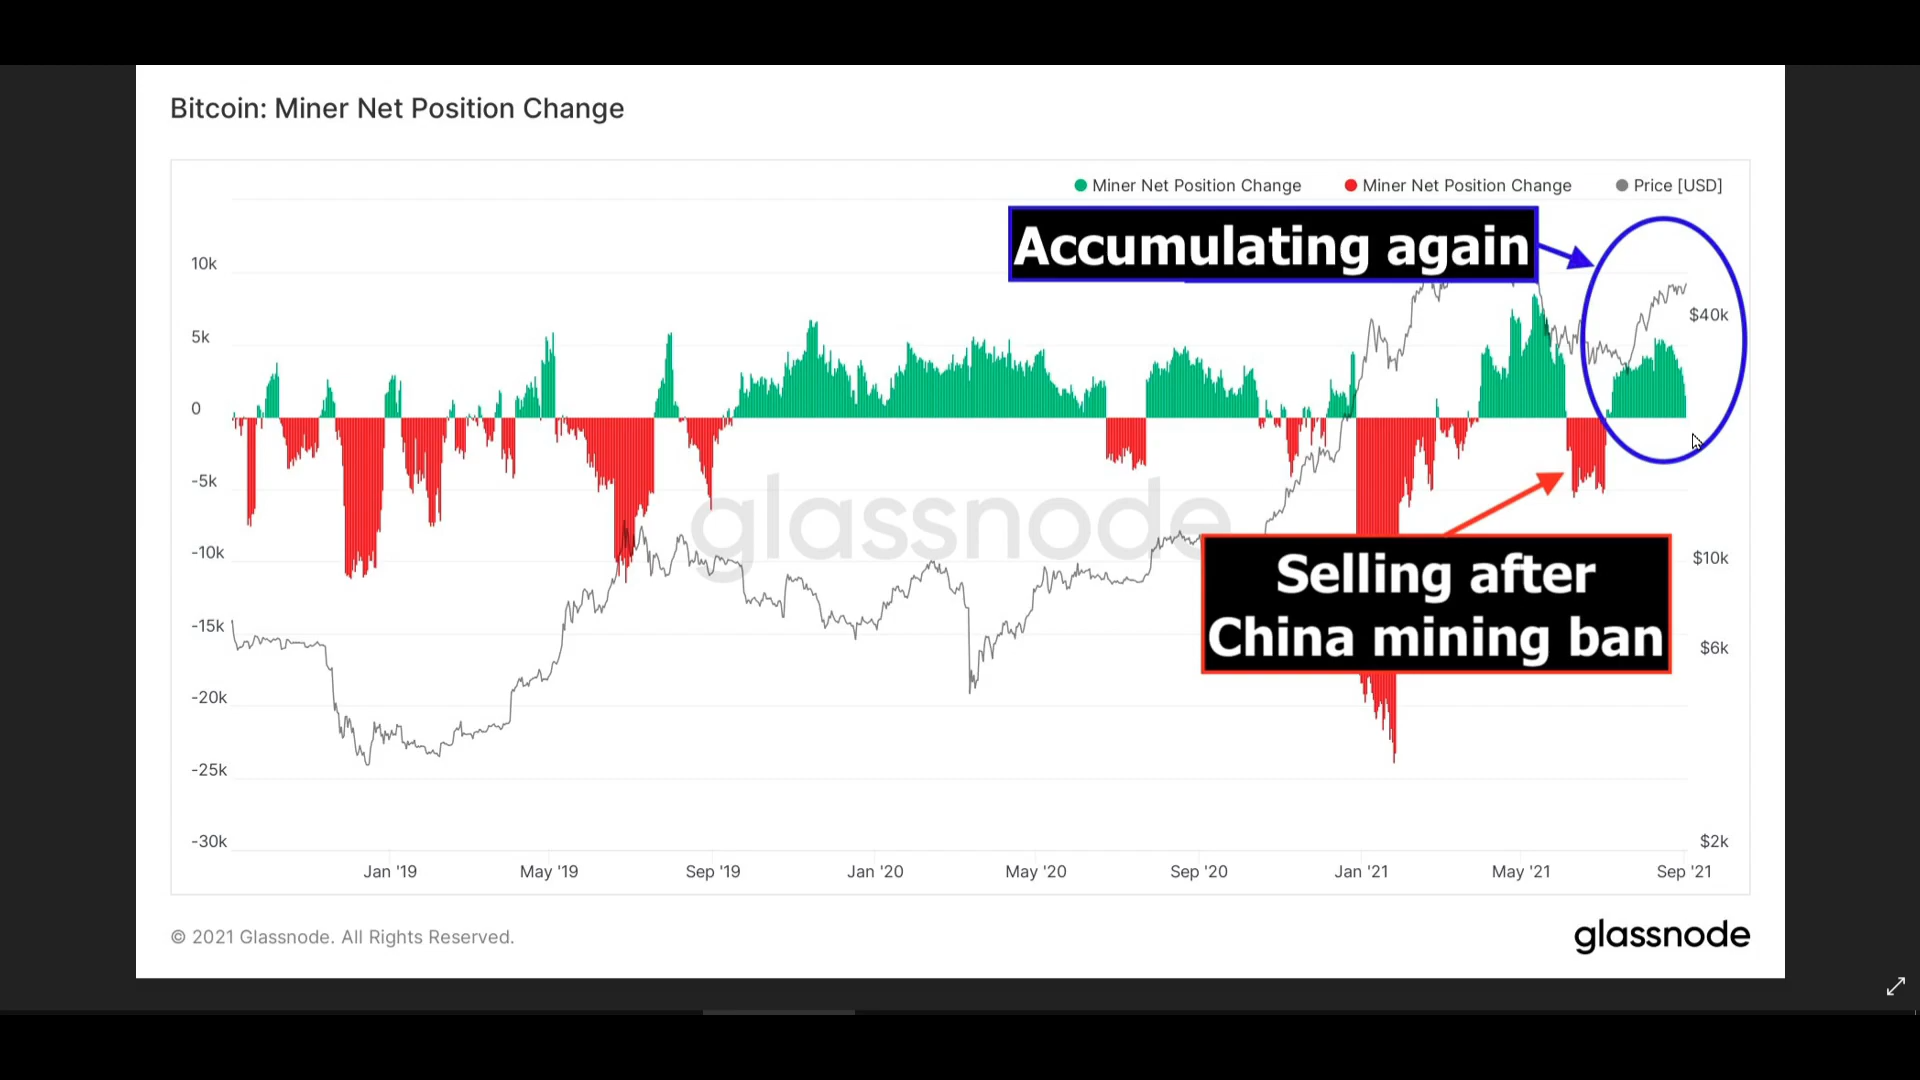 Bitcoin: Miner Net Position Change
Miner Net Position Change
Miner Net Position Change
Price [USD]
Accumulating again
10k
5k
0
-5k
-10k
-15k
-20k
-25k
-30k
$40k
$10k
$6k
$2k
glassnode
Selling after
China mining ban
Jan '19
May '19
Sep '19
Jan '20
May '20
Sep '20
Jan '21
May '21
Sep '21
© 2021 Glassnode. All Rights Reserved.
glassnode